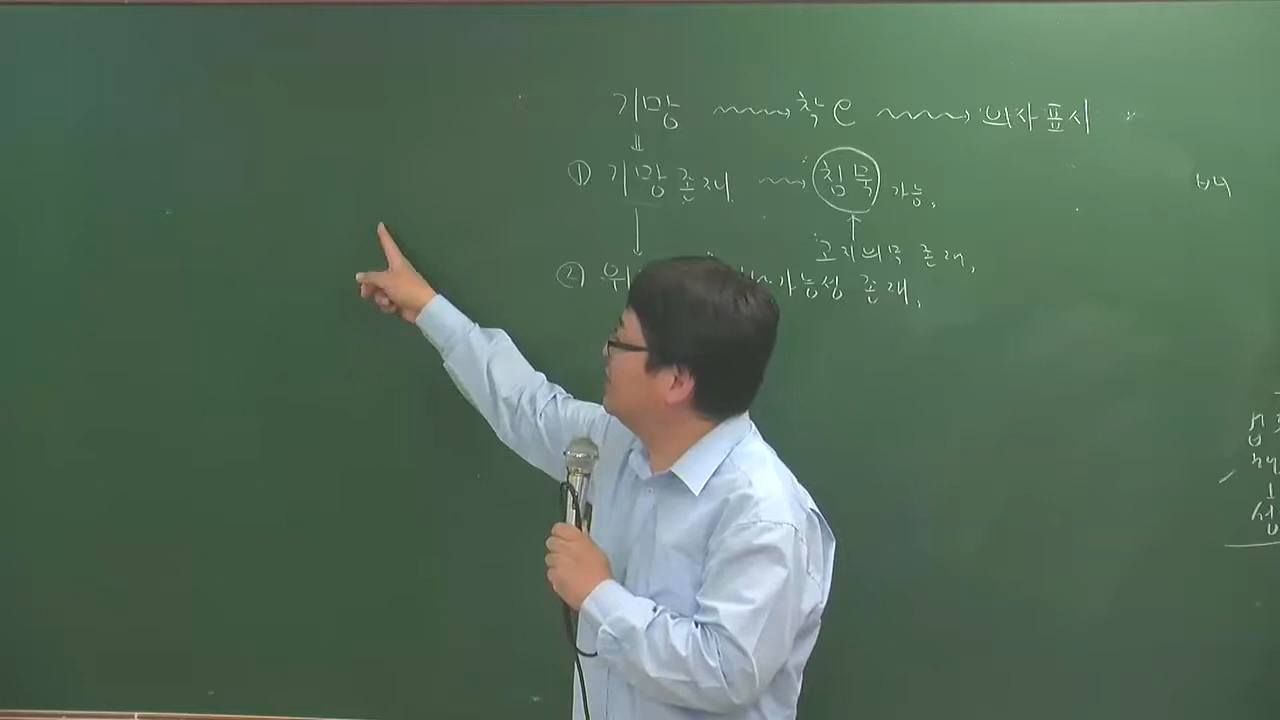 기망 착e 의사표시
⇓
① 기망존재 침묵 가능,
고지의무 존재,
② 위 가능성 존재,